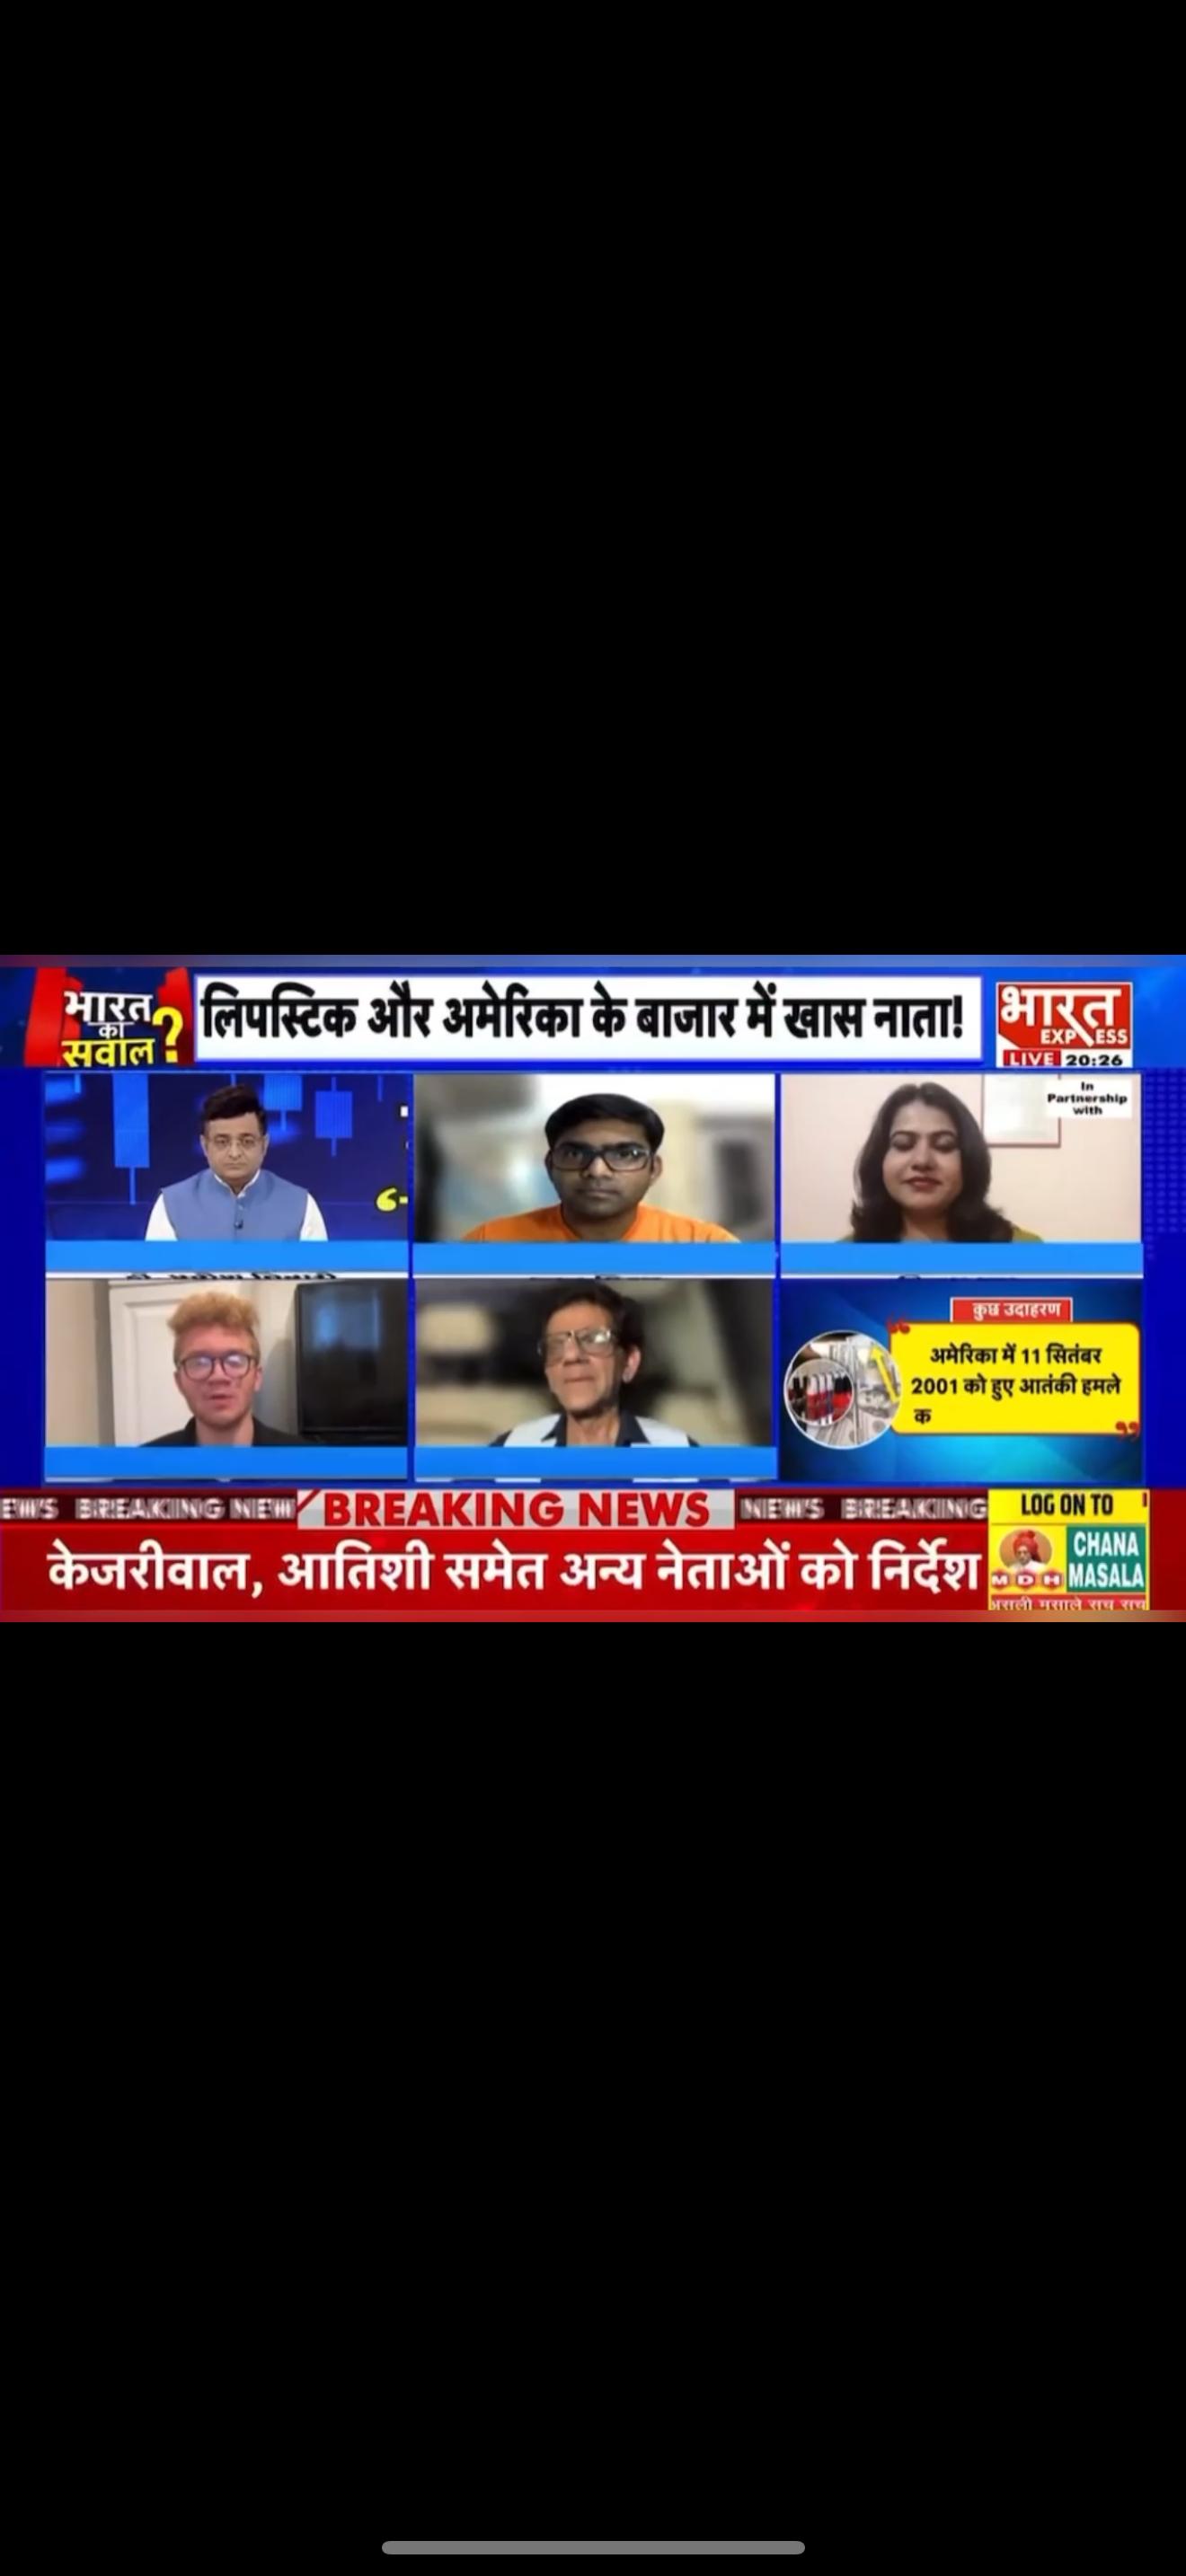 भारत
का
सवाल ?
लिपस्टिक और अमेरिका के बाजार में खास नाता!
भारत
EXPRESS
LIVE 20:26
In
Partnership
with
कुछ उदाहरण
अमेरिका में 11 सितंबर
2001 को हुए आतंकी हमले
क
EWS BREAKING NEW
BREAKING NEWS
NEWS BREAKING
केजरीवाल, आतिशी समेत अन्य नेताओं को निर्देश
LOG ON TO
CHANA
MDH MASALA
असली मसाले सच सच